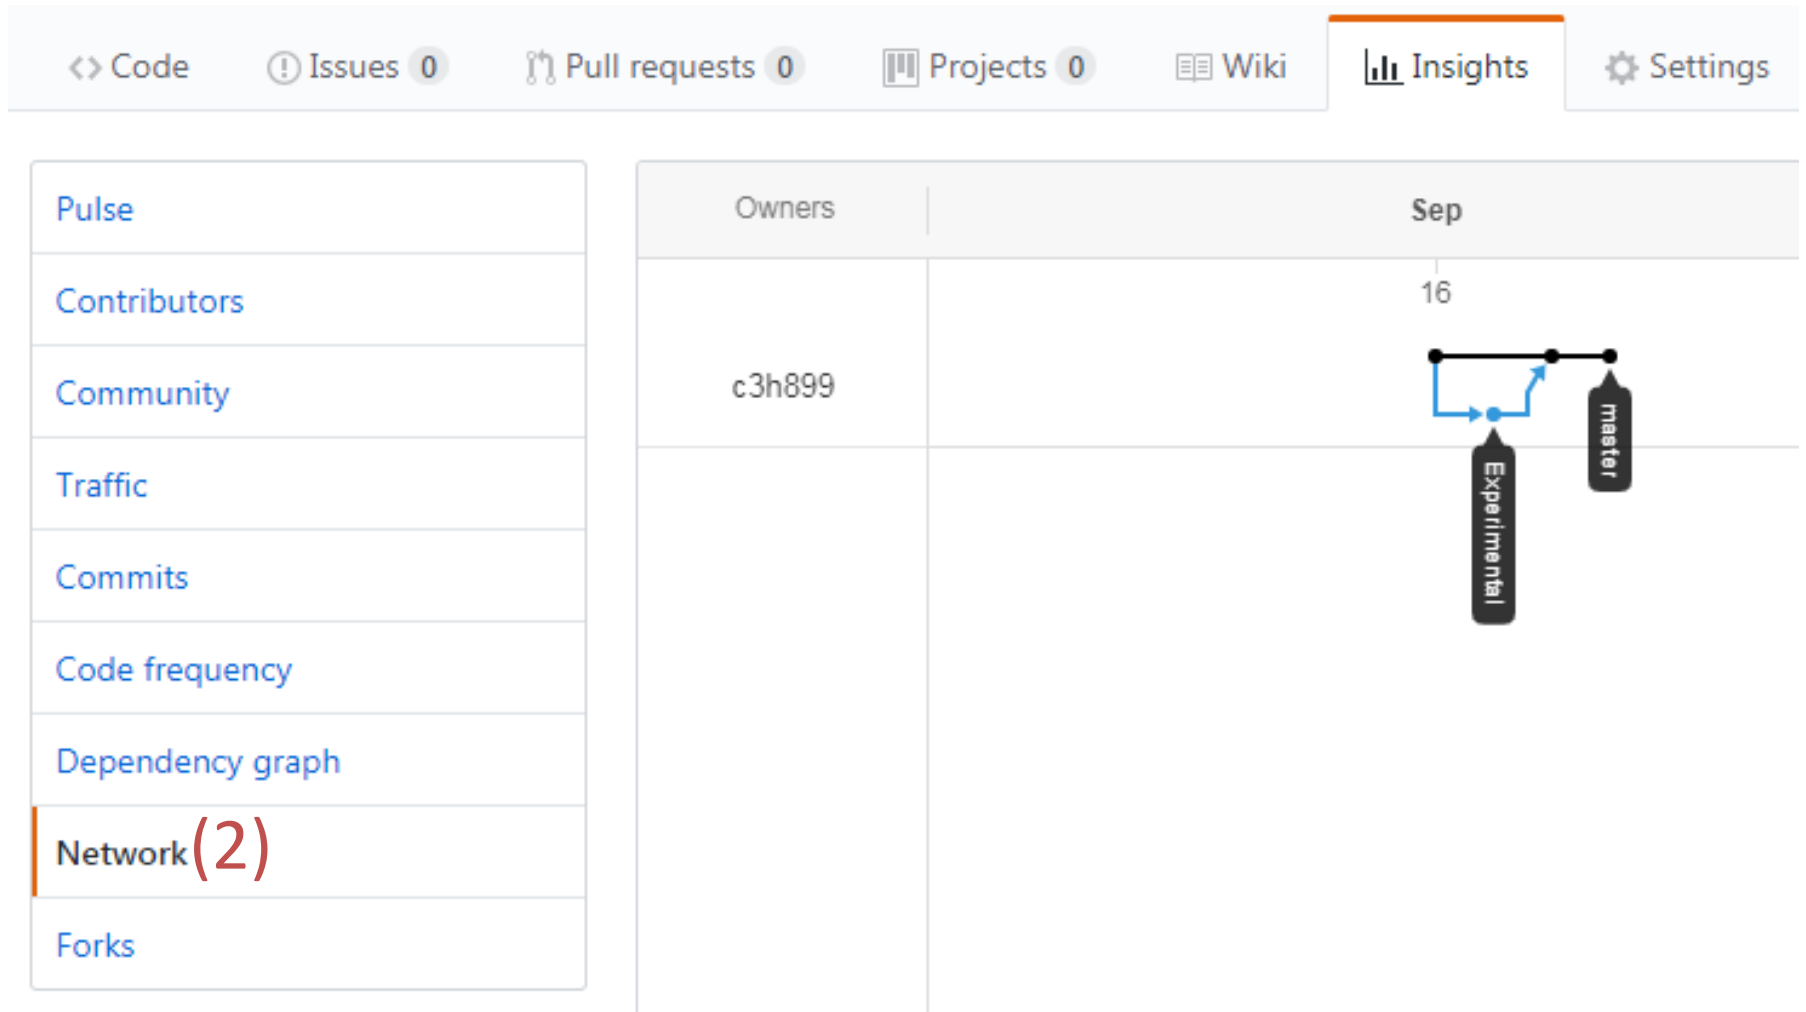 Code Issues 0 Pull requests 0 Projects 0 Wiki Insights Settings
Pulse
Contributors
Community
Traffic
Commits
Code frequency
Dependency graph
Network (2)
Forks
Owners Sep
16
c3h899
master
Experimental